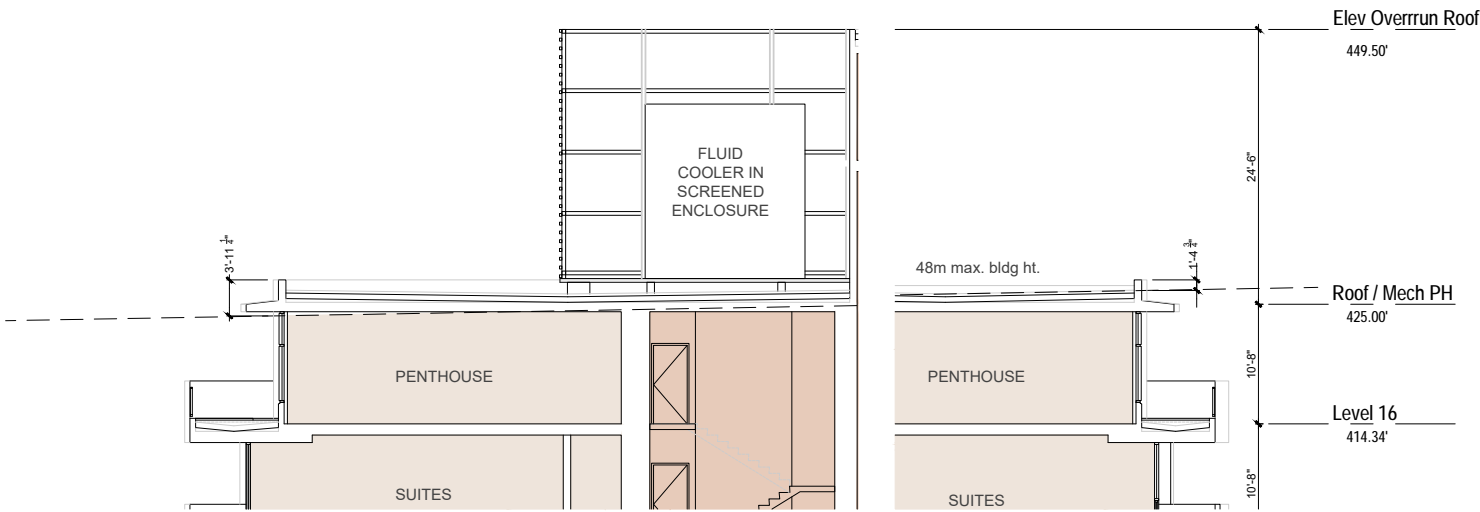 Elev Overrrun Roof
449.50'
FLUID
COOLER IN
SCREENED
ENCLOSURE
24'-6"
3'-11 1/4"
1'-4 3/4"
48m max. bldg ht.
Roof / Mech PH
425.00'
PENTHOUSE
PENTHOUSE
10'-8"
Level 16
414.34'
SUITES
SUITES
10'-8"